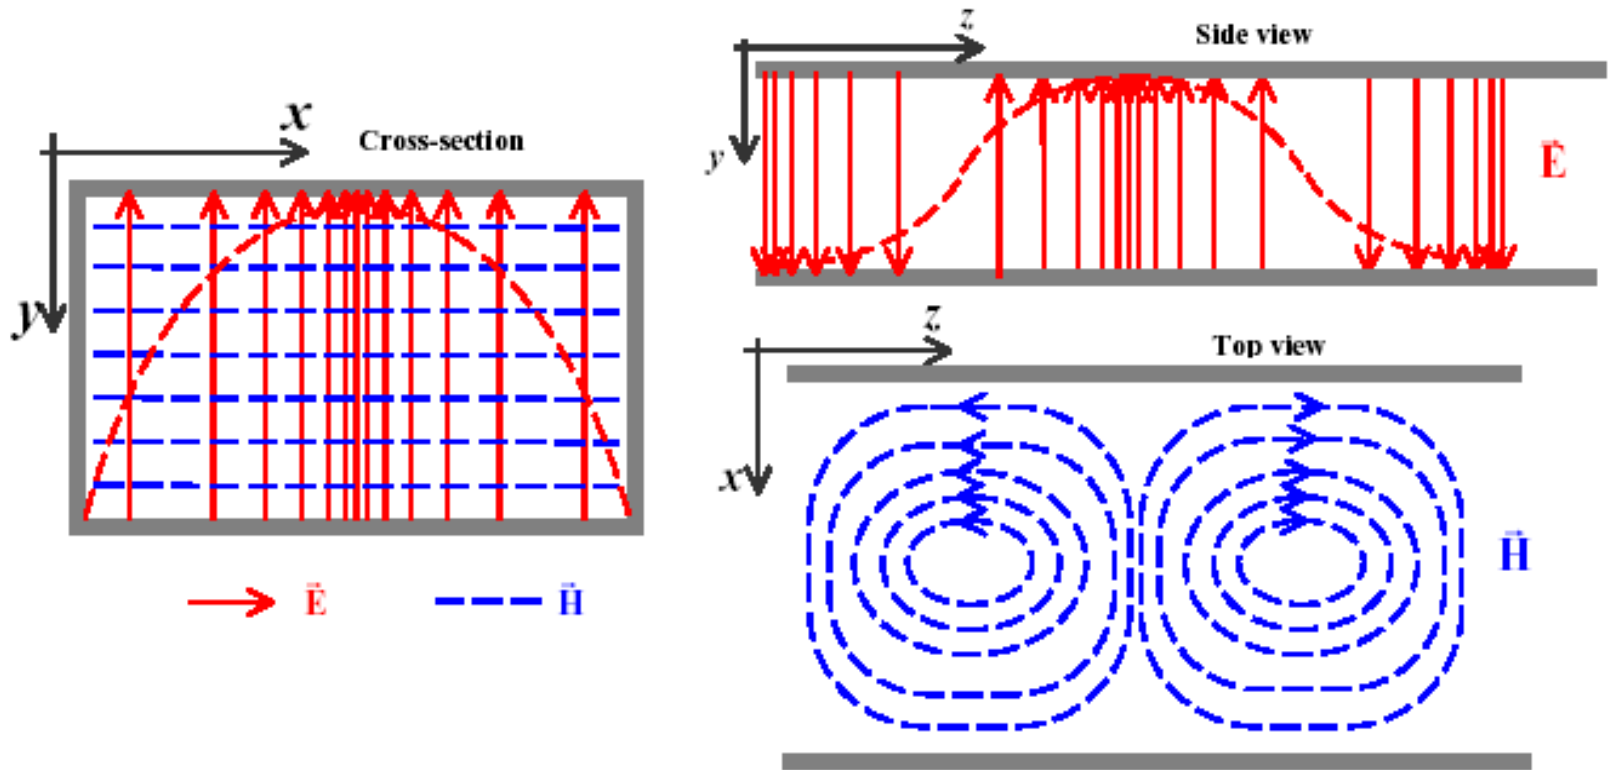 x
Cross-section
y
E⃗
H⃗
z
Side view
y
E⃗
z
Top view
x
H⃗